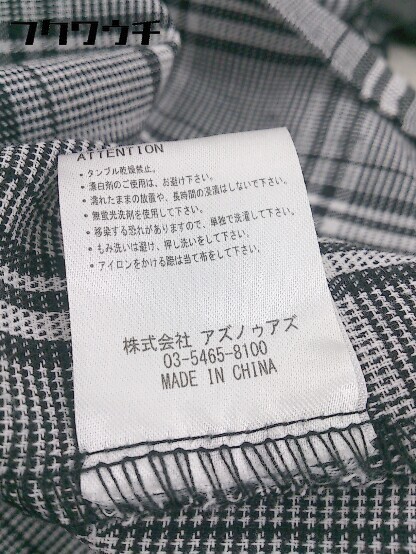 フクワウチ
ATTENTION
・タンブル乾燥禁止。
・漂白剤のご使用は、お避け下さい。
・濡れたままの放置や、長時間の浸漬はしないで下さい。
・無蛍光洗剤を使用して下さい。
・移染する恐れがありますので、単独で洗濯して下さい。
・もみ洗いは避け、押し洗いをして下さい。
・アイロンをかける際は当て布をして下さい。
株式会社 アズノゥアズ
03-5465-8100
MADE IN CHINA